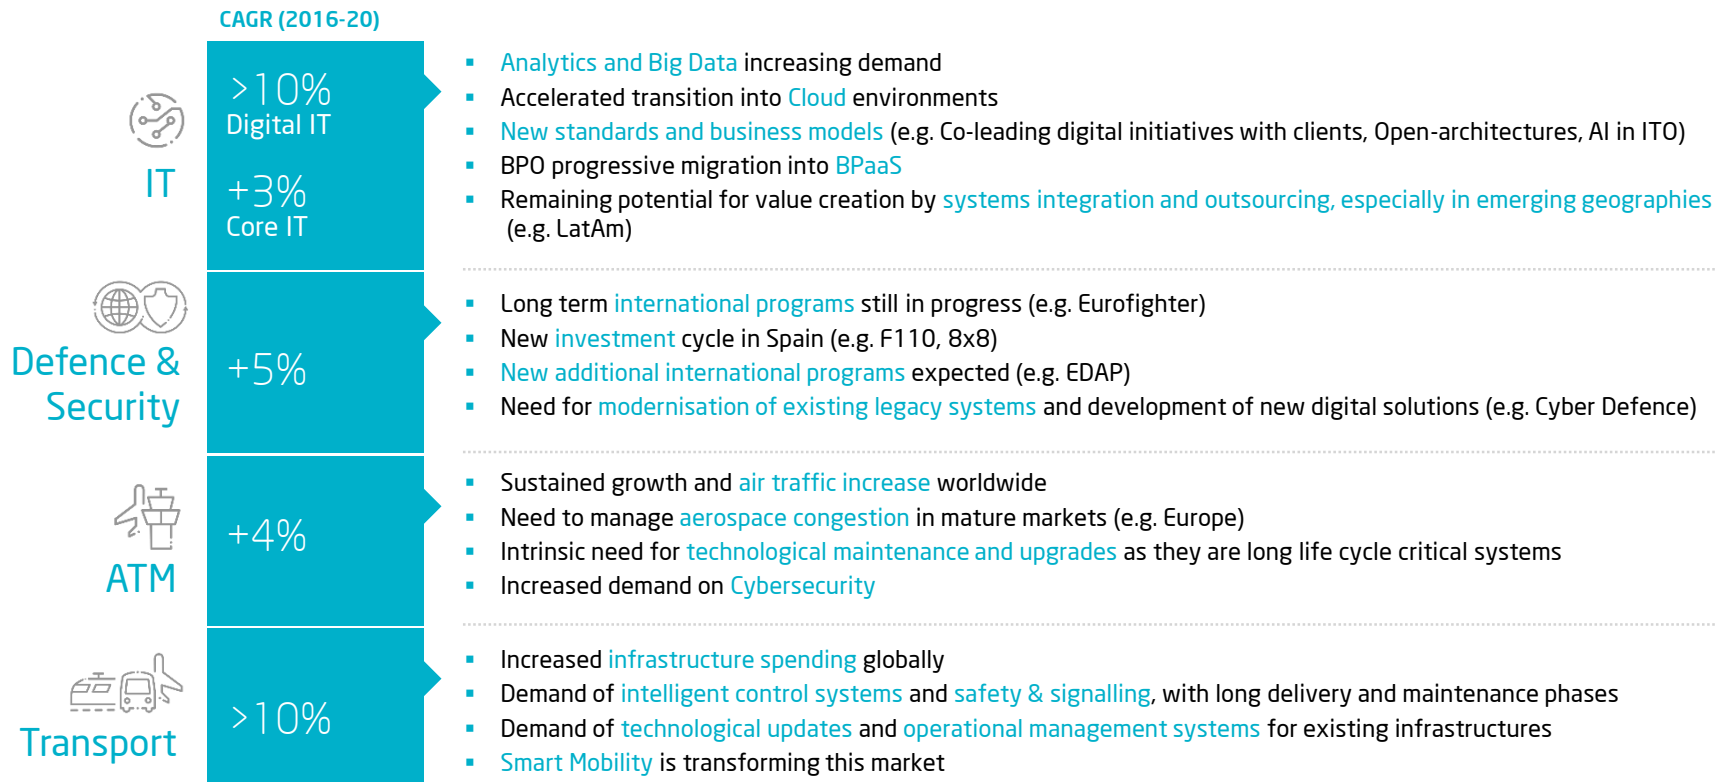 CAGR (2016-20)
IT
>10%
Digital IT
+3%
Core IT
▪ Analytics and Big Data increasing demand
▪ Accelerated transition into Cloud environments
▪ New standards and business models (e.g. Co-leading digital initiatives with clients, Open-architectures, AI in ITO)
▪ BPO progressive migration into BPaaS
▪ Remaining potential for value creation by systems integration and outsourcing, especially in emerging geographies
(e.g. LatAm)
Defence &
Security
+5%
▪ Long term international programs still in progress (e.g. Eurofighter)
▪ New investment cycle in Spain (e.g. F110, 8x8)
▪ New additional international programs expected (e.g. EDAP)
▪ Need for modernisation of existing legacy systems and development of new digital solutions (e.g. Cyber Defence)
ATM
+4%
▪ Sustained growth and air traffic increase worldwide
▪ Need to manage aerospace congestion in mature markets (e.g. Europe)
▪ Intrinsic need for technological maintenance and upgrades as they are long life cycle critical systems
▪ Increased demand on Cybersecurity
Transport
>10%
▪ Increased infrastructure spending globally
▪ Demand of intelligent control systems and safety & signalling, with long delivery and maintenance phases
▪ Demand of technological updates and operational management systems for existing infrastructures
▪ Smart Mobility is transforming this market